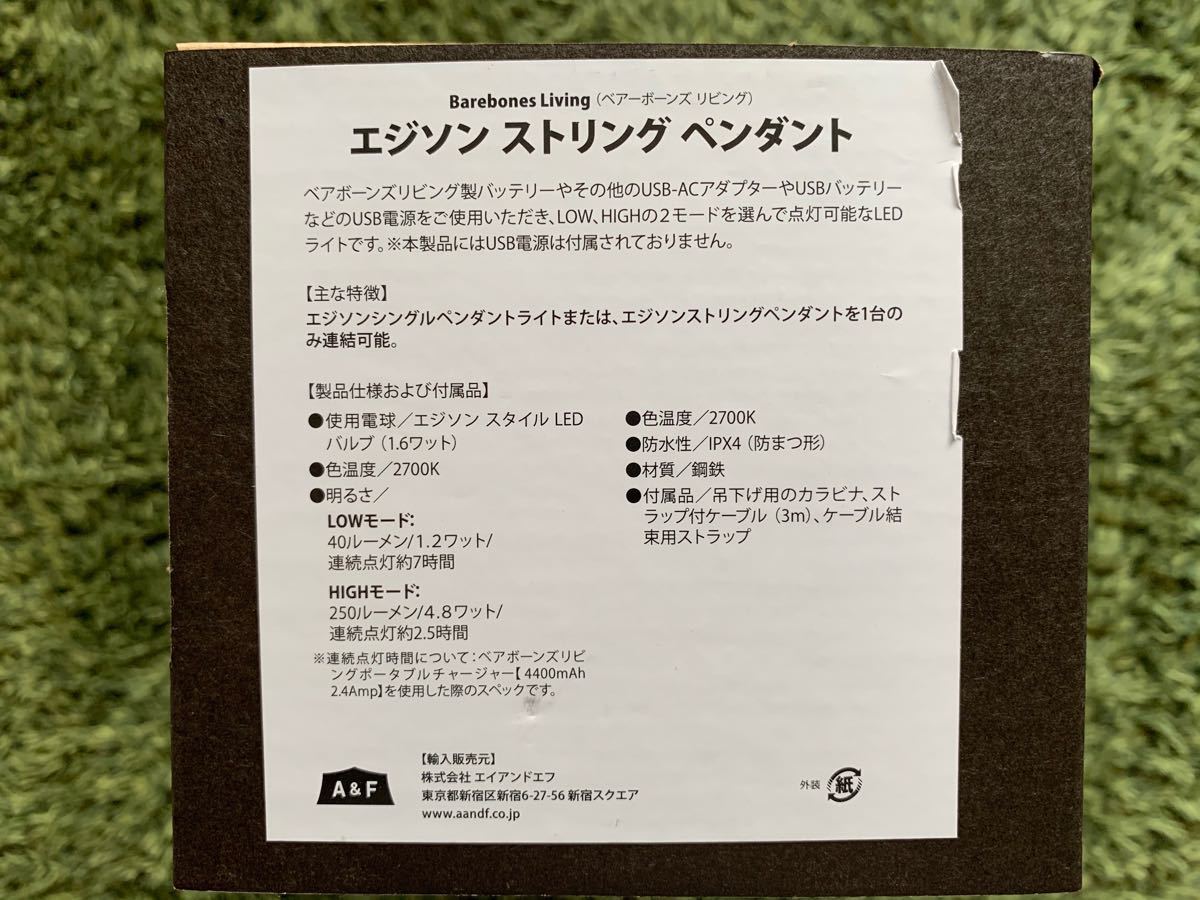 Barebones Living（ベアーボーンズ リビング）
エジソン ストリング ペンダント
ベアボーンズリビング製バッテリーやその他のUSB-ACアダプターやUSBバッテリー
などのUSB電源をご使用いただき、LOW、HIGHの２モードを選んで点灯可能なLED
ライトです。※本製品にはUSB電源は付属されておりません。
【主な特徴】
エジソンシングルペンダントライトまたは、エジソンストリングペンダントを1台の
み連結可能。
【製品仕様および付属品】
●使用電球／エジソン スタイル LED
バルブ（1.6ワット）
●色温度／2700K
●明るさ／
LOWモード：
40ルーメン/1.2ワット/
連続点灯約7時間
HIGHモード：
250ルーメン/4.8ワット/
連続点灯約2.5時間
※連続点灯時間について：ベアボーンズリビ
ングポータブルチャージャー【4400mAh
2.4Amp】を使用した際のスペックです。
●色温度／2700K
●防水性／IPX4（防まつ形）
●材質／鋼鉄
●付属品／吊下げ用のカラビナ、スト
ラップ付ケーブル（3m）、ケーブル結
束用ストラップ
A & F
【輸入販売元】
株式会社 エイアンドエフ
東京都新宿区新宿6-27-56 新宿スクエア
www.aandf.co.jp
外装 紙